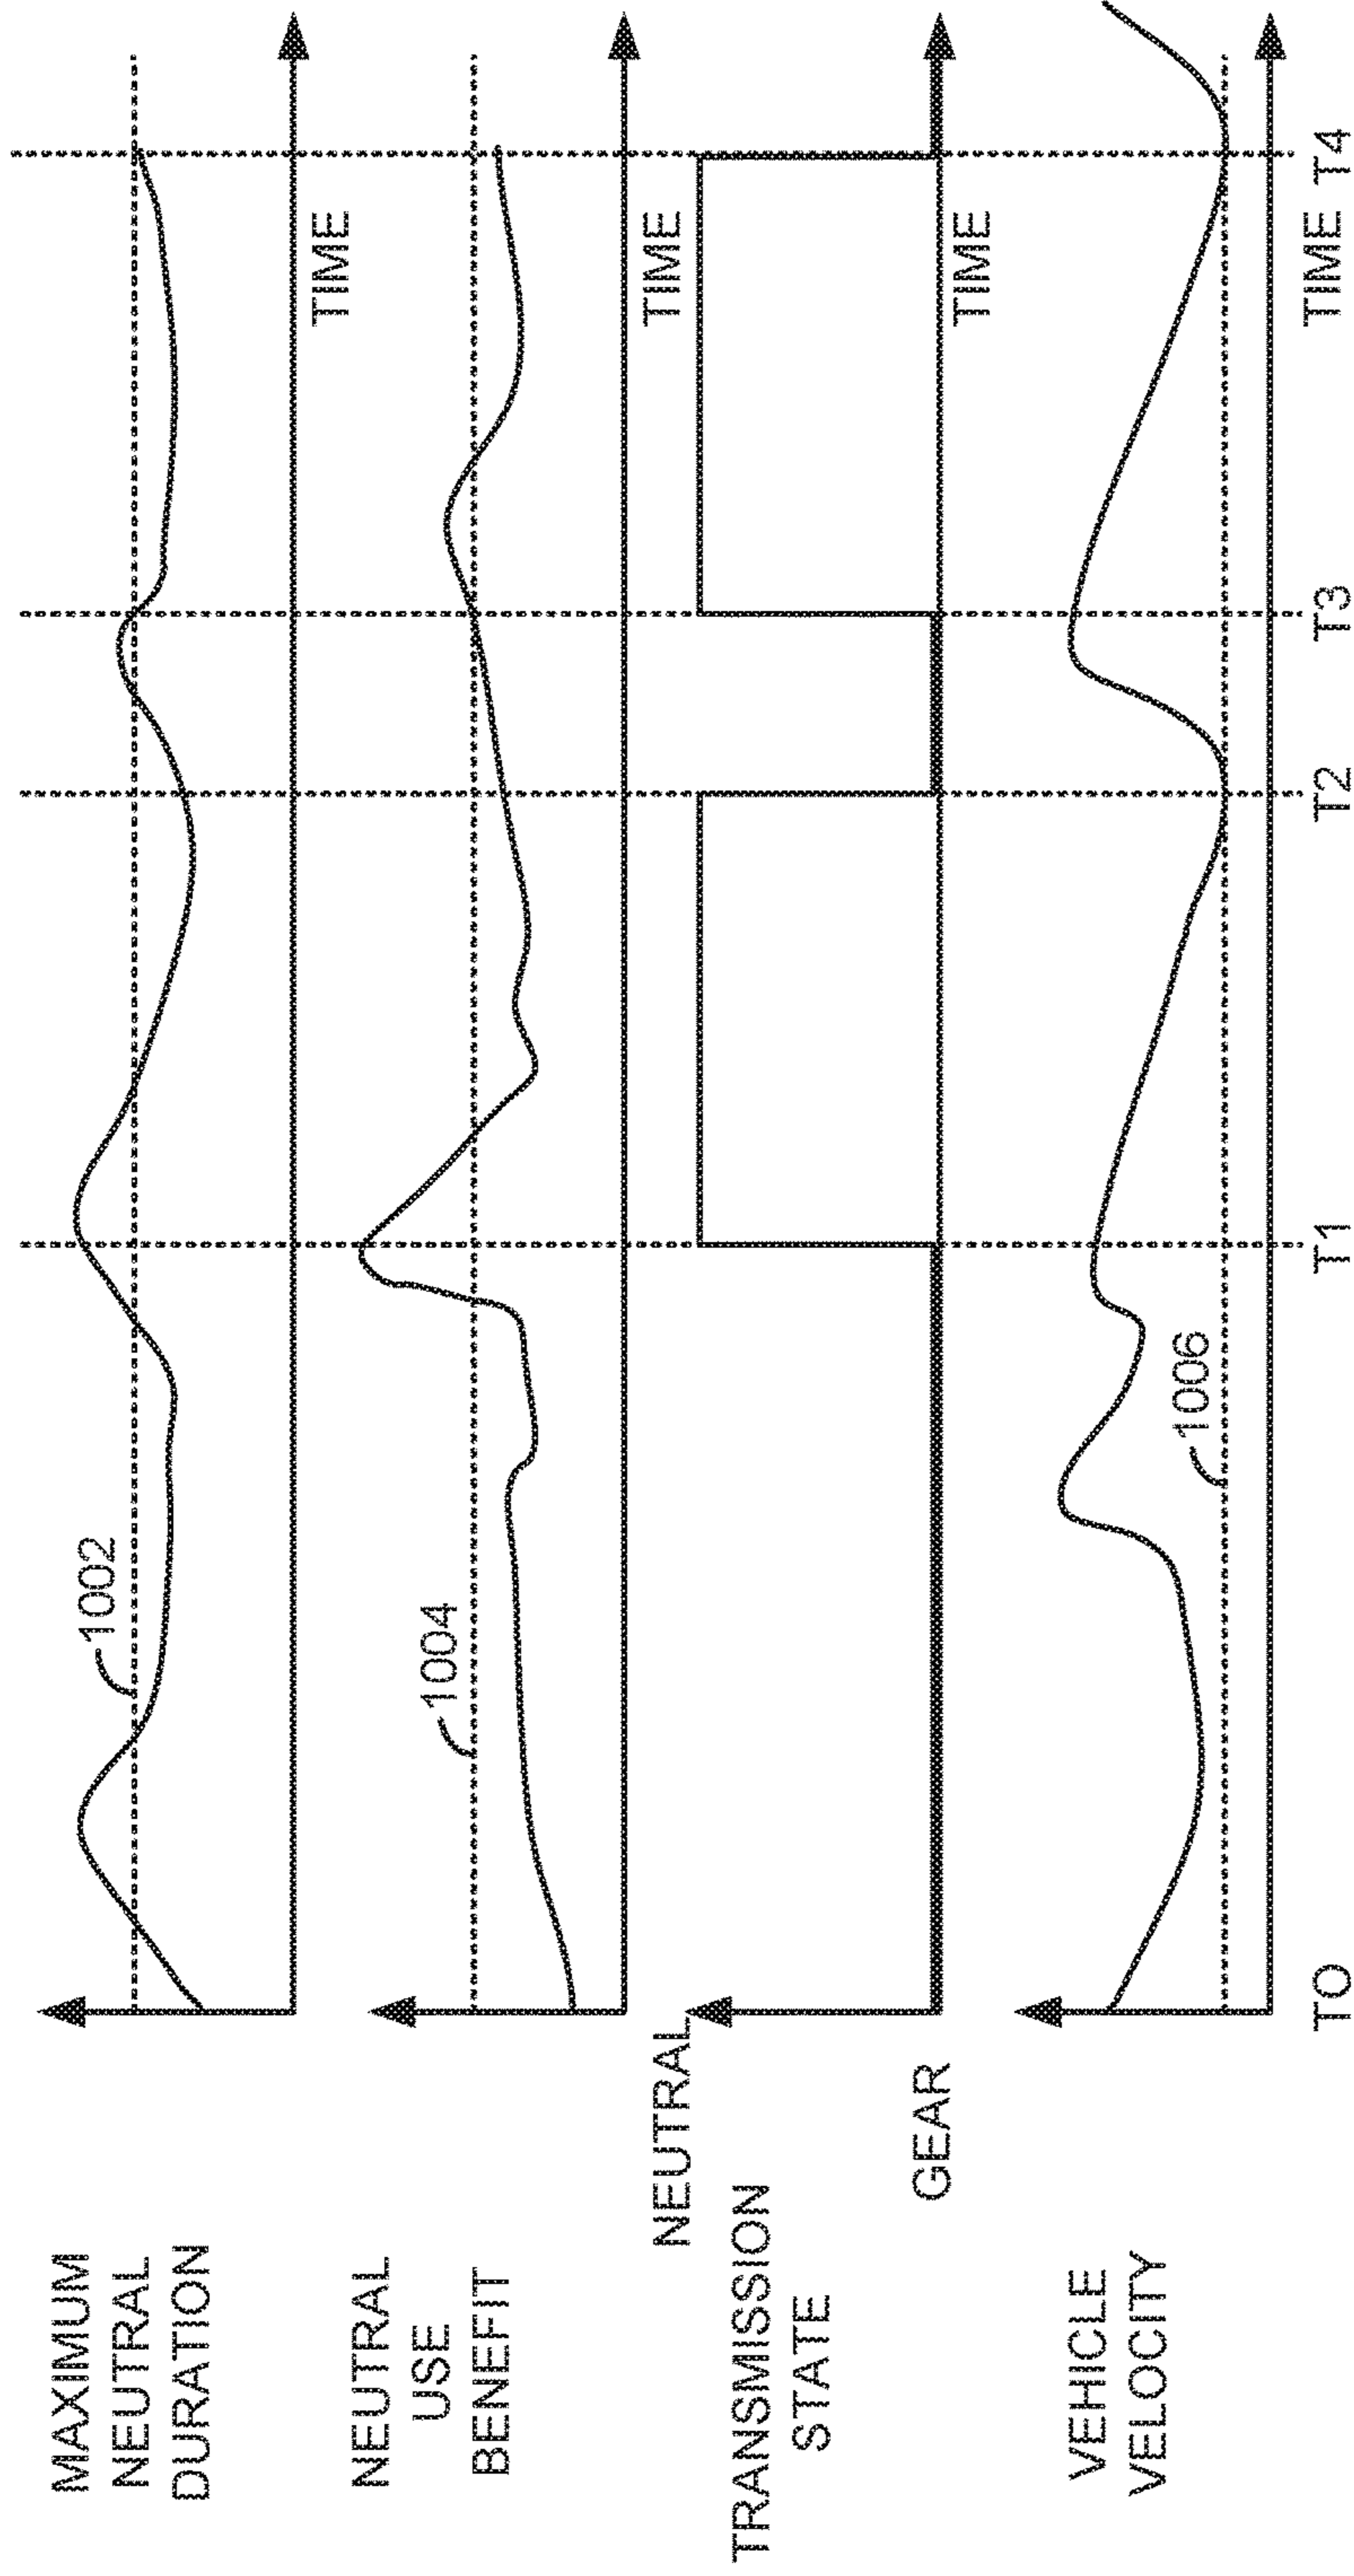 MAXIMUM
NEUTRAL
DURATION
1002
TIME
NEUTRAL
USE
BENEFIT
1004
TIME
NEUTRAL
TRANSMISSION
STATE
GEAR
TIME
VEHICLE
VELOCITY
1006
TIME
T0
T1
T2
T3
T4